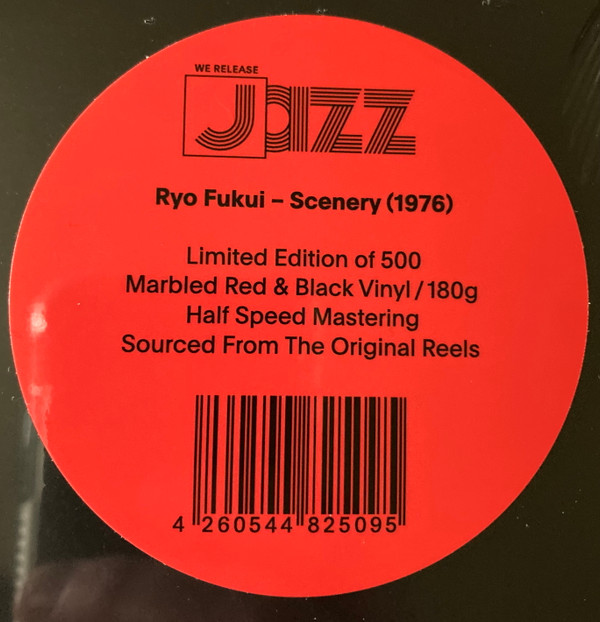 WE RELEASE
Jazz
Ryo Fukui – Scenery (1976)
Limited Edition of 500
Marbled Red & Black Vinyl / 180g
Half Speed Mastering
Sourced From The Original Reels
4 260544 825095